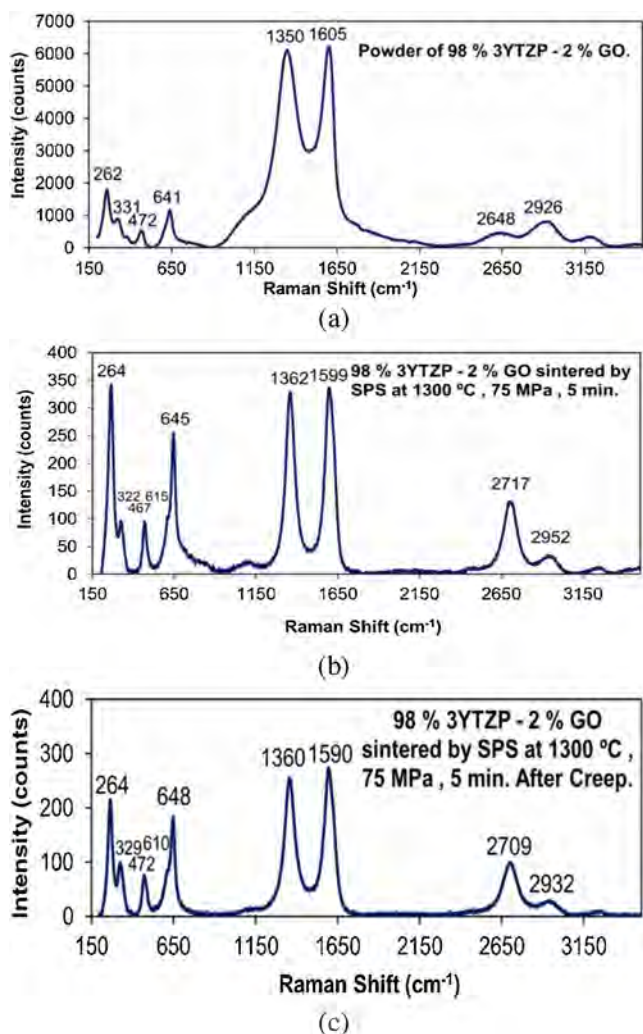 7000
6000
5000
4000
3000
2000
1000
0
Intensity (counts)
1350
1605
Powder of 98 % 3YTZP - 2 % GO.
262
331
472
641
2648
2926
150 650 1150 1650 2150 2650 3150
Raman Shift (cm⁻¹)
(a)
400
350
300
250
200
150
100
50
0
Intensity (counts)
264
98 % 3YTZP - 2 % GO sintered by
SPS at 1300 ºC , 75 MPa , 5 min.
1362
1599
645
322
467
615
2717
2952
150 650 1150 1650 2150 2650 3150
Raman Shift (cm⁻¹)
(b)
400
300
200
100
0
Intensity (counts)
98 % 3YTZP - 2 % GO
sintered by SPS at 1300 ºC ,
75 MPa , 5 min. After Creep.
264
329
472
610
648
1360
1590
2709
2932
150 650 1150 1650 2150 2650 3150
Raman Shift (cm⁻¹)
(c)